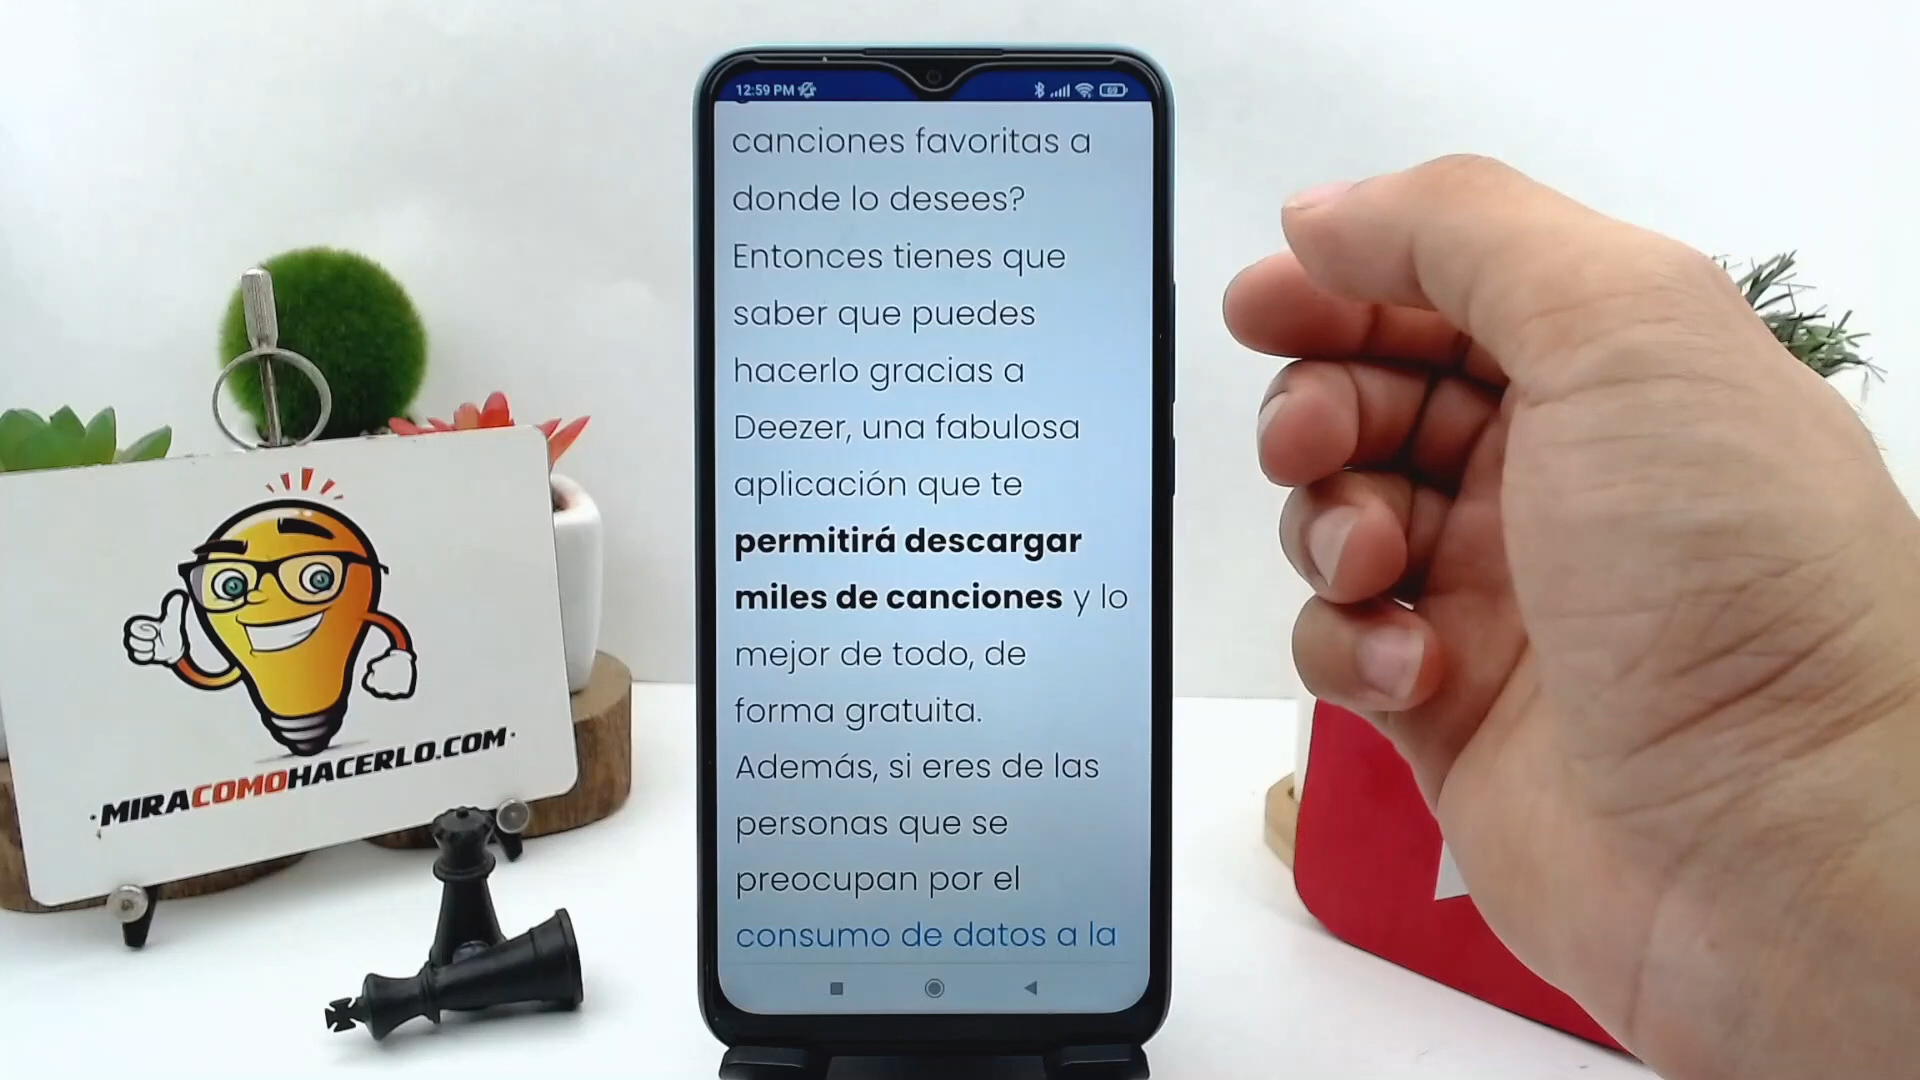 12:59 PM
69
canciones favoritas a
donde lo desees?
Entonces tienes que
saber que puedes
hacerlo gracias a
Deezer, una fabulosa
aplicación que te
permitirá descargar
miles de canciones y lo
mejor de todo, de
forma gratuita.
Además, si eres de las
personas que se
preocupan por el
consumo de datos a la
·MIRACOMOHACERLO.COM·